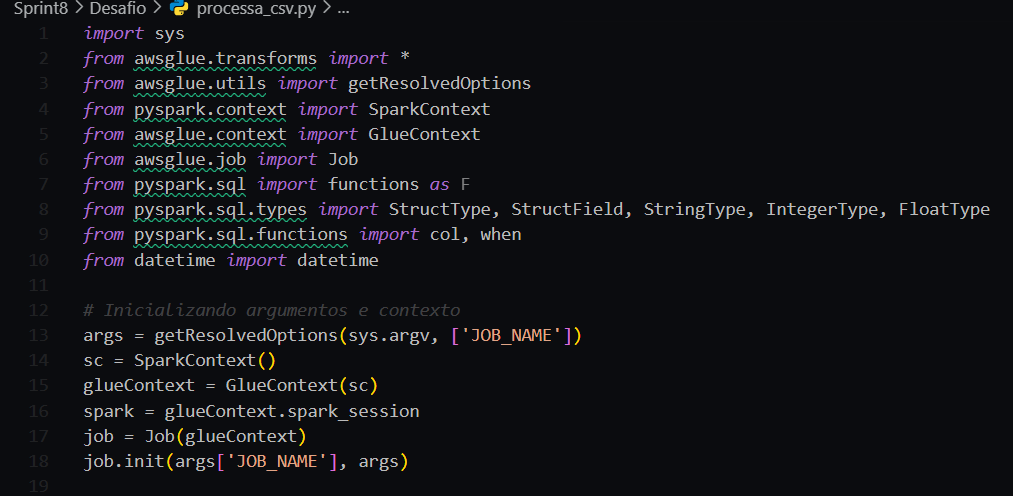 Sprint8 > Desafio > processa_csv.py > ...
1 import sys
2 from awsglue.transforms import *
3 from awsglue.utils import getResolvedOptions
4 from pyspark.context import SparkContext
5 from awsglue.context import GlueContext
6 from awsglue.job import Job
7 from pyspark.sql import functions as F
8 from pyspark.sql.types import StructType, StructField, StringType, IntegerType, FloatType
9 from pyspark.sql.functions import col, when
10 from datetime import datetime
11
12 # Inicializando argumentos e contexto
13 args = getResolvedOptions(sys.argv, ['JOB_NAME'])
14 sc = SparkContext()
15 glueContext = GlueContext(sc)
16 spark = glueContext.spark_session
17 job = Job(glueContext)
18 job.init(args['JOB_NAME'], args)
19